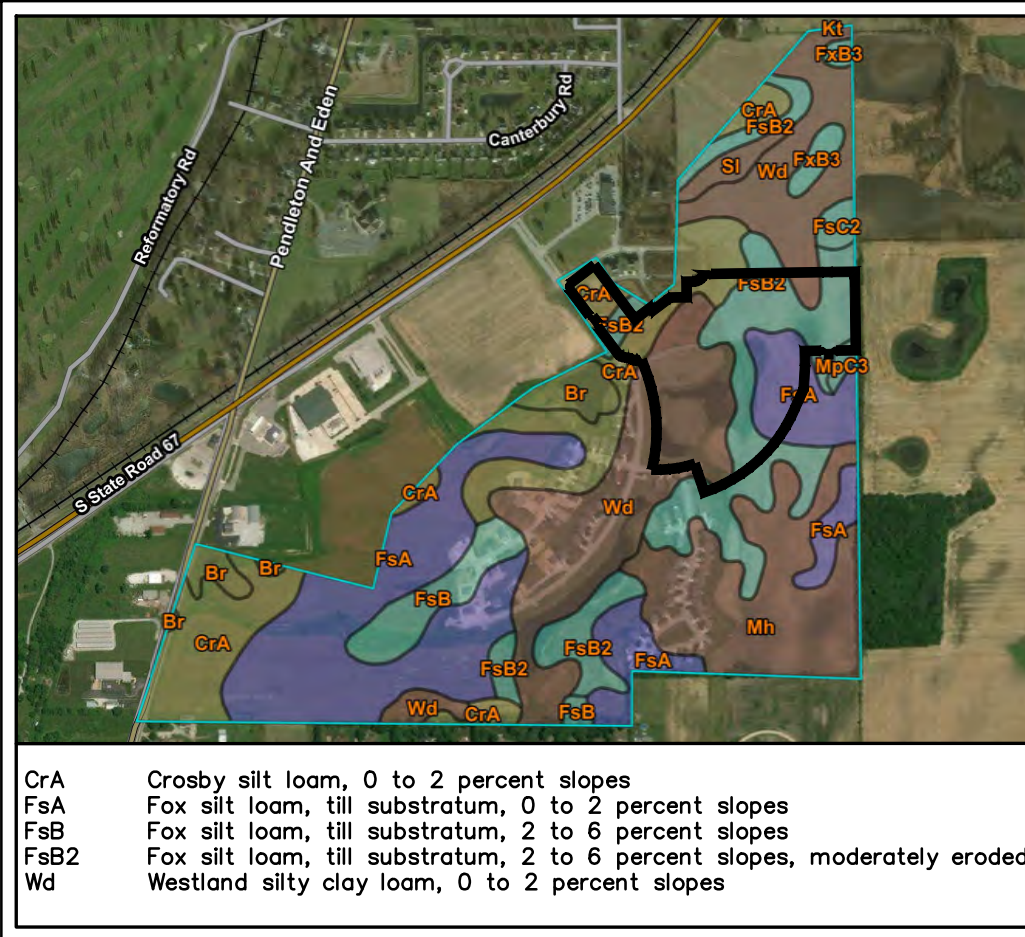 Kt
FxB3
CrA
FsB2
Canterbury Rd
Sl
Wd
FxB3
Reformatory Rd
Pendleton And Eden
FsC2
CrA
FsB2
FsB2
CrA
MpC3
Br
FsA
S State Road 67
CrA
Wd
FsA
FsA
Br
Br
FsB
Br
CrA
Mh
FsB2
FsB2
FsA
Wd
CrA
FsB
CrA Crosby silt loam, 0 to 2 percent slopes
FsA Fox silt loam, till substratum, 0 to 2 percent slopes
FsB Fox silt loam, till substratum, 2 to 6 percent slopes
FsB2 Fox silt loam, till substratum, 2 to 6 percent slopes, moderately eroded
Wd Westland silty clay loam, 0 to 2 percent slopes